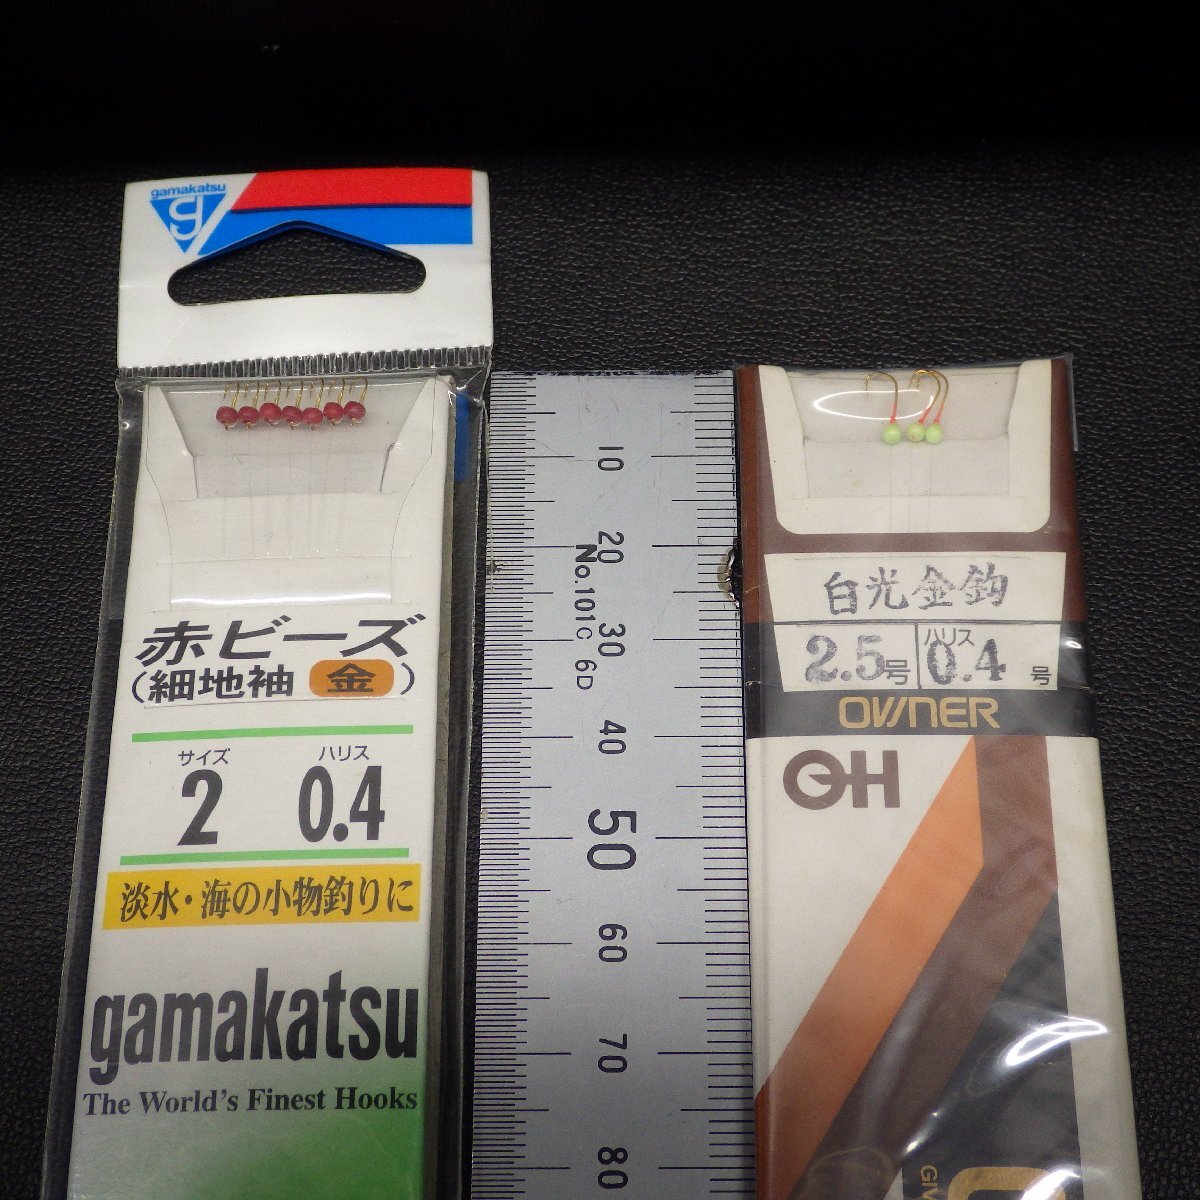 gamakatsu
赤ビーズ
(細地袖 金)
サイズ ハリス
2 0.4
淡水・海の小物釣りに
gamakatsu
The World's Finest Hooks
10
20
30
40
50
60
70
80
No.101C 6D
白光金鈎
2.5号 ハリス 0.4号
OWNER
OH
GIV